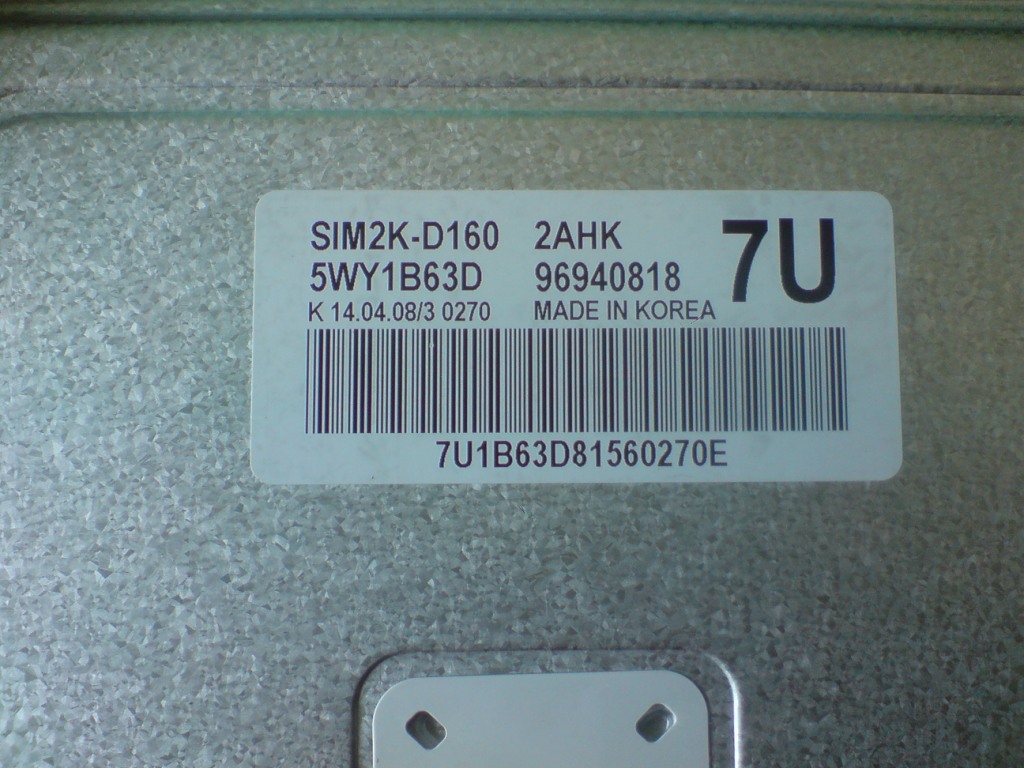 SIM2K-D160 2AHK 7U
5WY1B63D 96940818
K 14.04.08/3 0270 MADE IN KOREA
7U1B63D81560270E